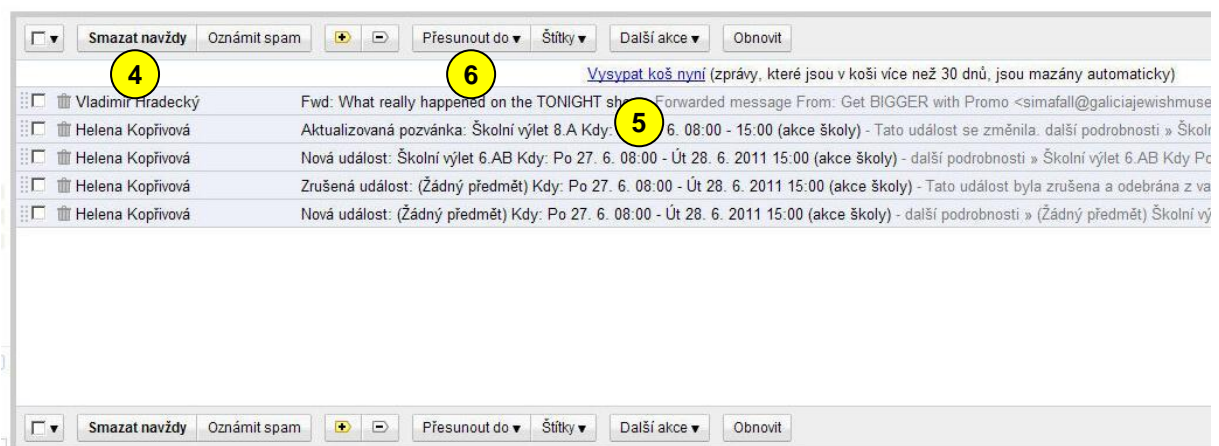 Smazat navždy Oznámit spam Přesunout do Štítky Další akce Obnovit
4 6
Vysypat koš nyní (zprávy, které jsou v koši více než 30 dnů, jsou mazány automaticky)
Vladimír Hradecký Fwd: What really happened on the TONIGHT Forwarded message From: Get BIGGER with Promo <simafall@galiciajewishmuse
5
Helena Kopřivová Aktualizovaná pozvánka: Školní výlet 8.A Kdy: 6. 08:00 - 15:00 (akce školy) - Tato událost se změnila. další podrobnosti » Školn
Helena Kopřivová Nová událost: Školní výlet 6.AB Kdy: Po 27. 6. 08:00 - Út 28. 6. 2011 15:00 (akce školy) - další podrobnosti » Školní výlet 6.AB Kdy Po
Helena Kopřivová Zrušená událost: (Žádný předmět) Kdy: Po 27. 6. 08:00 - Út 28. 6. 2011 15:00 (akce školy) - Tato událost byla zrušena a odebrána z va
Helena Kopřivová Nová událost: (Žádný předmět) Kdy: Po 27. 6. 08:00 - Út 28. 6. 2011 15:00 (akce školy) - další podrobnosti » (Žádný předmět) Školní vý
Smazat navždy Oznámit spam Přesunout do Štítky Další akce Obnovit